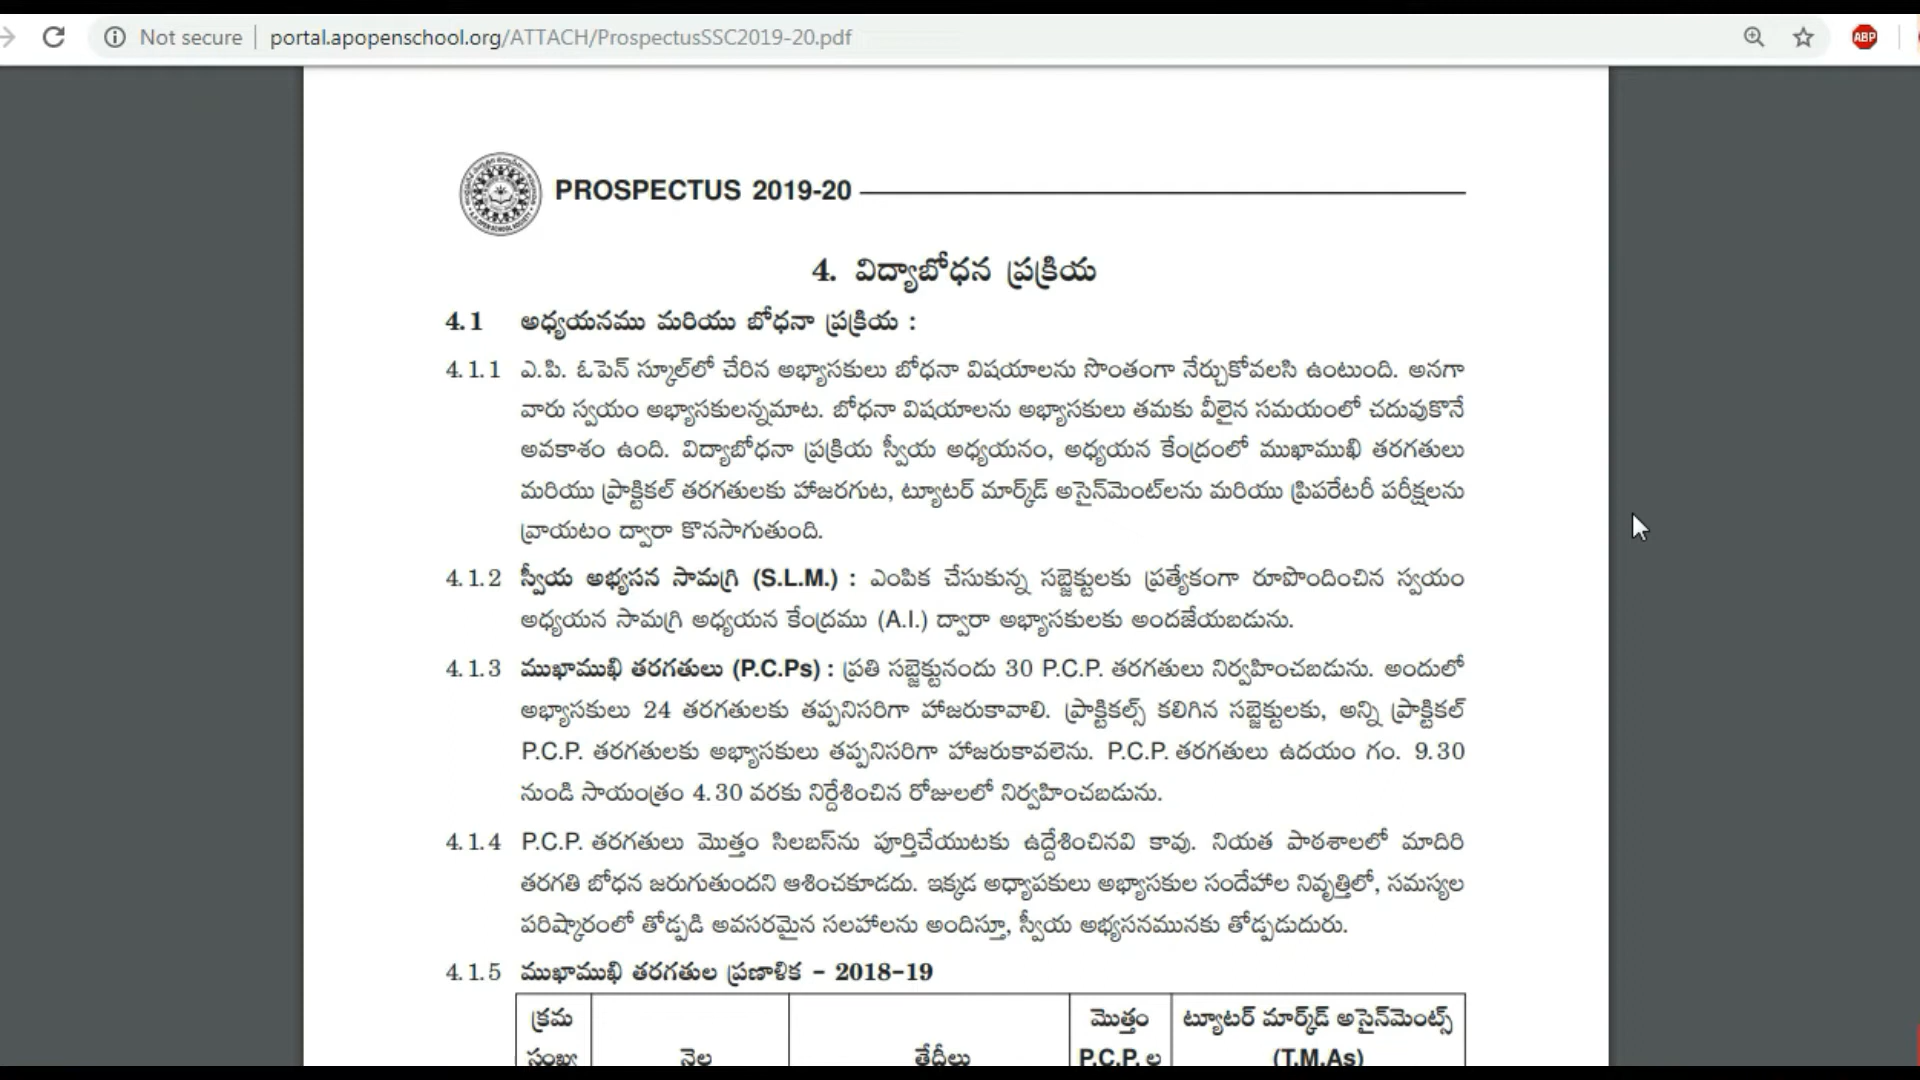 Not secure | portal.apopenschool.org/ATTACH/ProspectusSSC2019-20.pdf
ABP
PROSPECTUS 2019-20
4. విద్యాబోధన ప్రక్రియ
4.1 అధ్యయనము మరియు బోధనా ప్రక్రియ :
4.1.1 ఎ.పి. ఓపెన్ స్కూల్‌లో చేరిన అభ్యాసకులు బోధనా విషయాలను సొంతంగా నేర్చుకోవలసి ఉంటుంది. అనగా
వారు స్వయం అభ్యాసకులన్నమాట. బోధనా విషయాలను అభ్యాసకులు తమకు వీలైన సమయంలో చదువుకొనే
అవకాశం ఉంది. విద్యాబోధనా ప్రక్రియ స్వీయ అధ్యయనం, అధ్యయన కేంద్రంలో ముఖాముఖి తరగతులు
మరియు ప్రాక్టికల్ తరగతులకు హాజరగుట, ట్యూటర్ మార్క్‌డ్ అసైన్‌మెంట్‌లను మరియు ప్రిపరేటరీ పరీక్షలను
వ్రాయటం ద్వారా కొనసాగుతుంది.
4.1.2 స్వీయ అభ్యసన సామగ్రి (S.L.M.) : ఎంపిక చేసుకున్న సబ్జెక్టులకు ప్రత్యేకంగా రూపొందించిన స్వయం
అధ్యయన సామగ్రి అధ్యయన కేంద్రము (A.I.) ద్వారా అభ్యాసకులకు అందజేయబడును.
4.1.3 ముఖాముఖి తరగతులు (P.C.Ps) : ప్రతి సబ్జెక్టునందు 30 P.C.P. తరగతులు నిర్వహించబడును. అందులో
అభ్యాసకులు 24 తరగతులకు తప్పనిసరిగా హాజరుకావాలి. ప్రాక్టికల్స్ కలిగిన సబ్జెక్టులకు, అన్ని ప్రాక్టికల్
P.C.P. తరగతులకు అభ్యాసకులు తప్పనిసరిగా హాజరుకావలెను. P.C.P. తరగతులు ఉదయం గం. 9.30
నుండి సాయంత్రం 4.30 వరకు నిర్దేశించిన రోజులలో నిర్వహించబడును.
4.1.4 P.C.P. తరగతులు మొత్తం సిలబస్‌ను పూర్తిచేయుటకు ఉద్దేశించినవి కావు. నియత పాఠశాలలో మాదిరి
తరగతి బోధన జరుగుతుందని ఆశించకూడదు. ఇక్కడ అధ్యాపకులు అభ్యాసకుల సందేహాల నివృత్తిలో, సమస్యల
పరిష్కారంలో తోడ్పడి అవసరమైన సలహాలను అందిస్తూ, స్వీయ అభ్యసనమునకు తోడ్పడుదురు.
4.1.5 ముఖాముఖి తరగతుల ప్రణాళిక – 2018-19
క్రమ మొత్తం ట్యూటర్ మార్క్‌డ్ అసైన్‌మెంట్స్
సంఖ్య నెల తేదీలు P.C.P. ల (T.M.As)